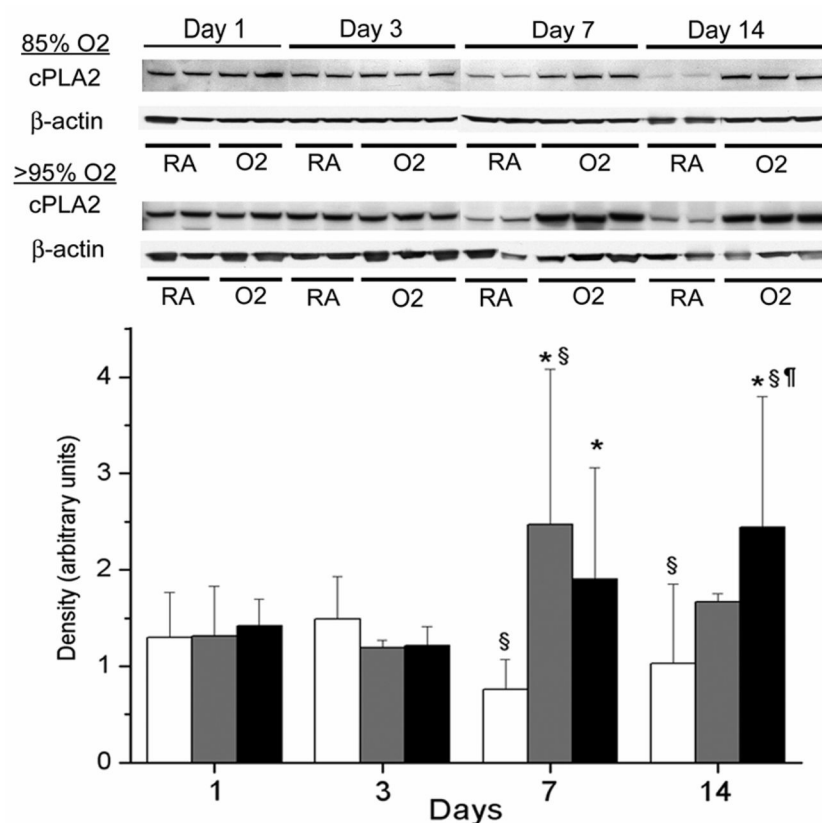 Day 1 Day 3 Day 7 Day 14
85% O2
cPLA2
β-actin
RA O2 RA O2 RA O2 RA O2
>95% O2
cPLA2
β-actin
RA O2 RA O2 RA O2 RA O2
Density (arbitrary units)
4
3
2
1
0
* §
*
* § ¶
§
§
1 3 7 14
Days